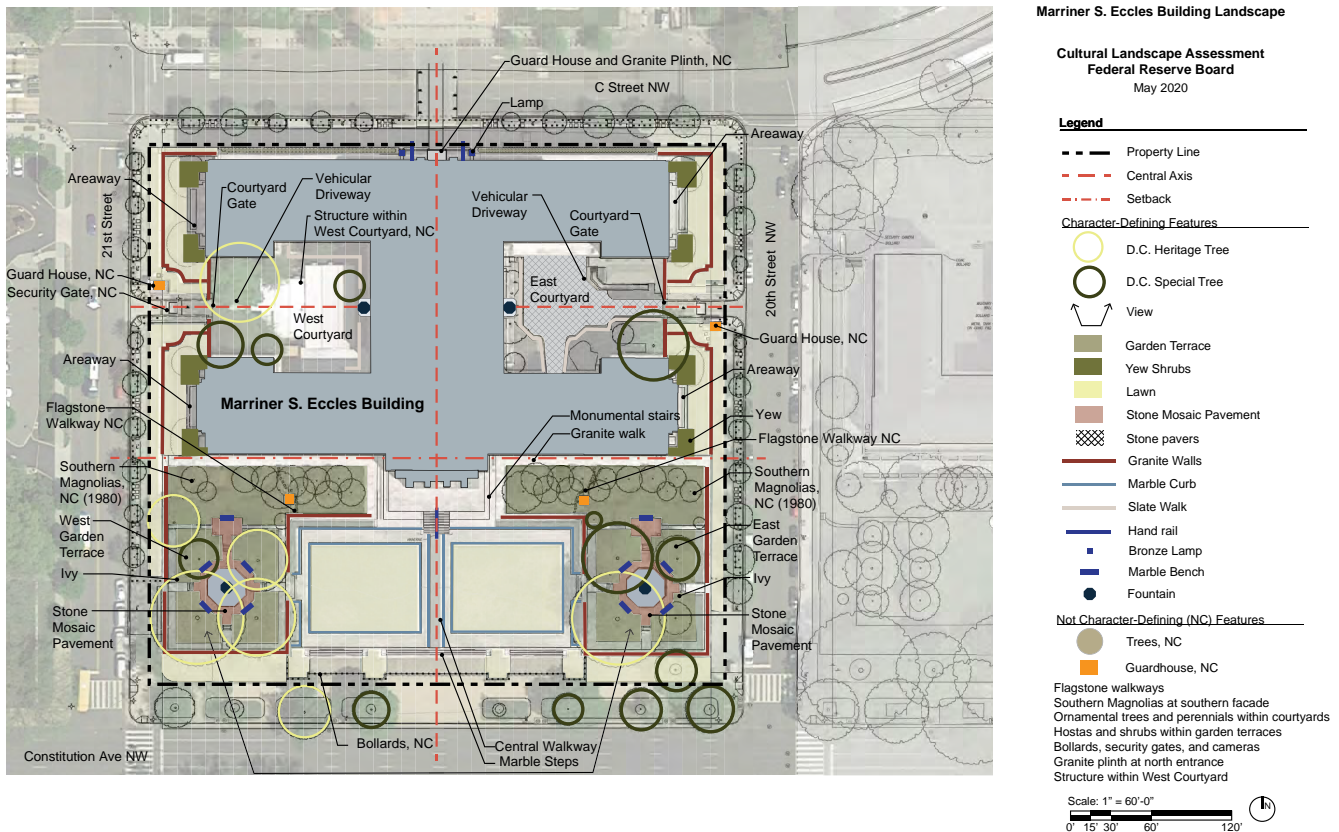 Marriner S. Eccles Building Landscape
Cultural Landscape Assessment
Federal Reserve Board
May 2020
Legend
Property Line
Central Axis
Setback
Character-Defining Features
D.C. Heritage Tree
D.C. Special Tree
View
Garden Terrace
Yew Shrubs
Lawn
Stone Mosaic Pavement
Stone pavers
Granite Walls
Marble Curb
Slate Walk
Hand rail
Bronze Lamp
Marble Bench
Fountain
Not Character-Defining (NC) Features
Trees, NC
Guardhouse, NC
Flagstone walkways
Southern Magnolias at southern facade
Ornamental trees and perennials within courtyards
Hostas and shrubs within garden terraces
Bollards, security gates, and cameras
Granite plinth at north entrance
Structure within West Courtyard
Scale: 1" = 60'-0"
0' 15' 30' 60' 120'
N
Guard House and Granite Plinth, NC
C Street NW
Lamp
Areaway
Areaway
Courtyard
Gate
Vehicular
Driveway
Structure within
West Courtyard, NC
Vehicular
Driveway
Courtyard
Gate
21st Street
20th Street NW
Guard House, NC
Security Gate, NC
West
Courtyard
East
Courtyard
Guard House, NC
Areaway
Areaway
Marriner S. Eccles Building
Flagstone
Walkway NC
Monumental stairs
Granite walk
Yew
Flagstone Walkway NC
Southern
Magnolias,
NC (1980)
Southern
Magnolias,
NC (1980)
West
Garden
Terrace
East
Garden
Terrace
Ivy
Ivy
Stone
Mosaic
Pavement
Stone
Mosaic
Pavement
Bollards, NC
Central Walkway
Marble Steps
Constitution Ave NW